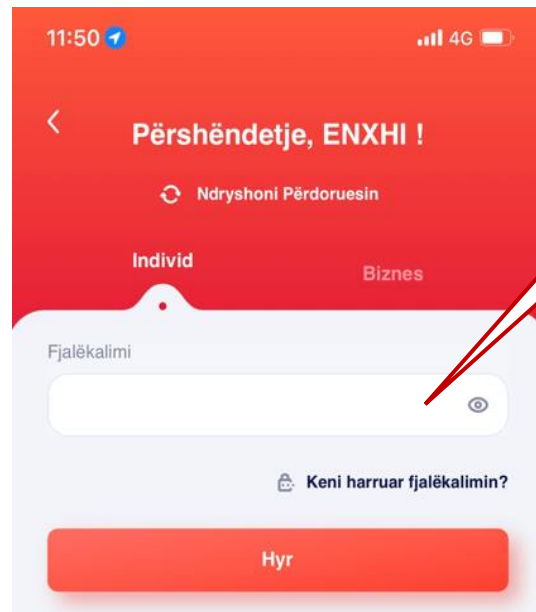 11:50
4G
Përshëndetje, ENXHI !
Ndryshoni Përdoruesin
Individ
Biznes
Fjalëkalimi
Keni harruar fjalëkalimin?
Hyr